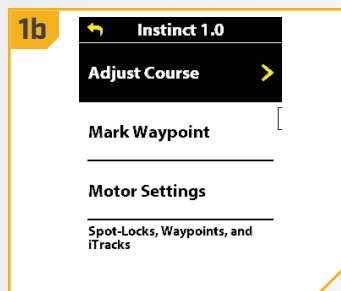 1b
Instinct 1.0
Adjust Course
Mark Waypoint
Motor Settings
Spot-Locks, Waypoints, and
iTracks